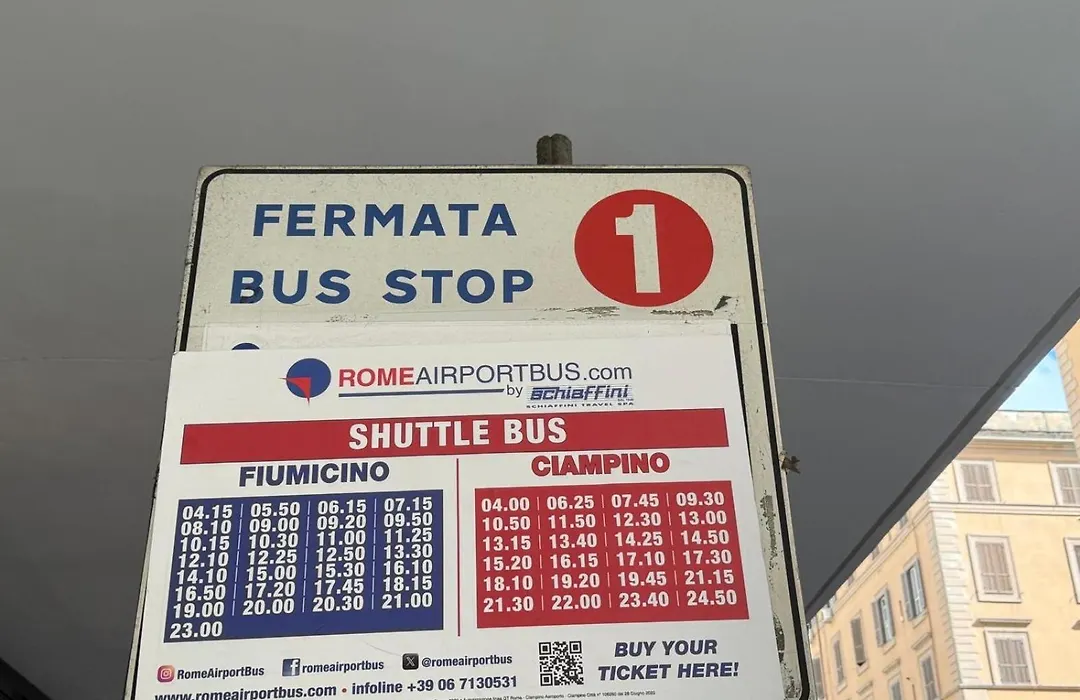 FERMATA
BUS STOP
1
ROMEAIRPORTBUS.com
by schiaffini
SCHIAFFINI TRAVEL SPA
SHUTTLE BUS
FIUMICINO
04.15 05.50 06.15 07.15
08.10 09.00 09.20 09.50
10.15 10.30 11.00 11.25
12.10 12.25 12.50 13.30
14.10 15.00 15.30 16.10
16.50 17.20 17.45 18.15
19.00 20.00 20.30 21.00
23.00
CIAMPINO
04.00 06.25 07.45 09.30
10.50 11.50 12.30 13.00
13.15 13.40 14.25 14.50
15.20 16.15 17.10 17.30
18.10 19.20 19.45 21.15
21.30 22.00 23.40 24.50
RomeAirportBus
romeairportbus
@romeairportbus
BUY YOUR
TICKET HERE!
www.romeairportbus.com • infoline +39 06 7130531